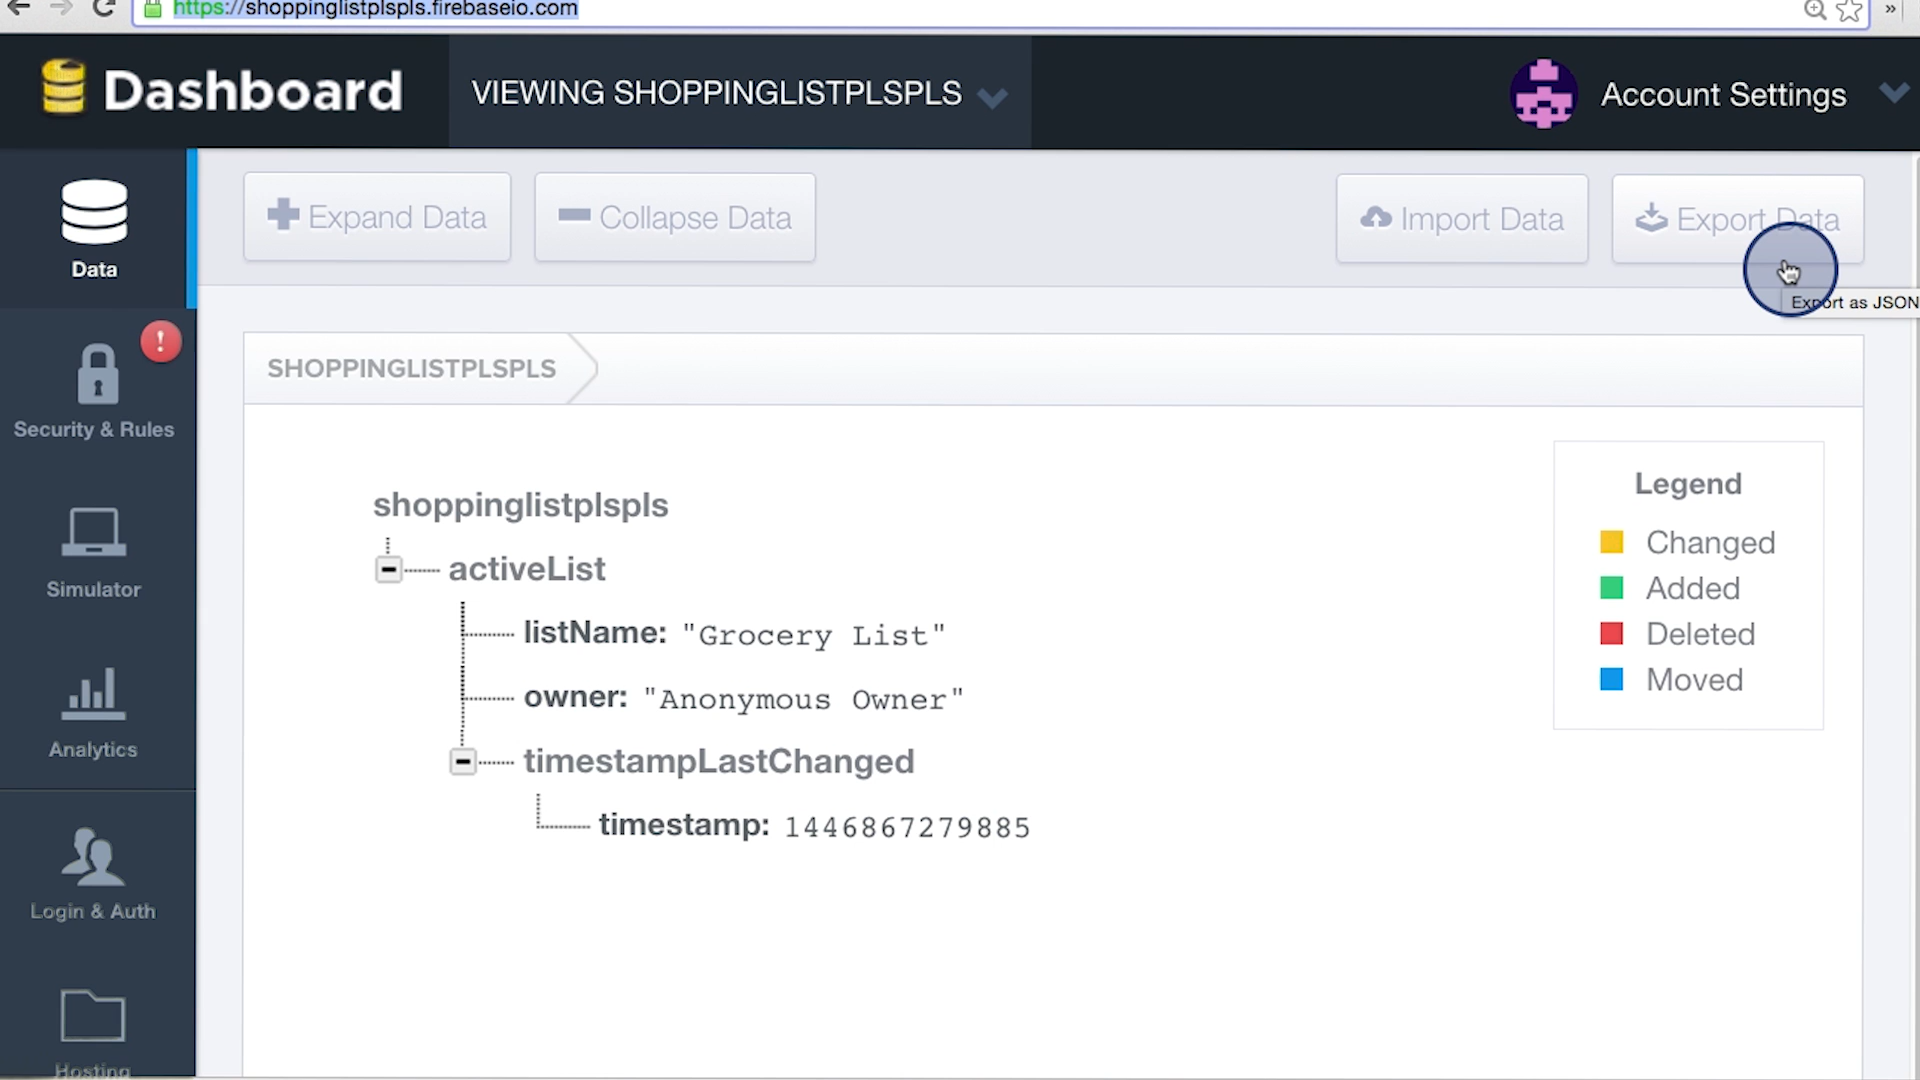 https://shoppinglistplspls.firebaseio.com
»
Dashboard
VIEWING SHOPPINGLISTPLSPLS
Account Settings
Data
Expand Data
Collapse Data
Import Data
Export Data
Export as JSON
!
Security & Rules
SHOPPINGLISTPLSPLS
Simulator
Analytics
Login & Auth
Hosting
shoppinglistplspls
activeList
listName: "Grocery List"
owner: "Anonymous Owner"
timestampLastChanged
timestamp: 1446867279885
Legend
Changed
Added
Deleted
Moved